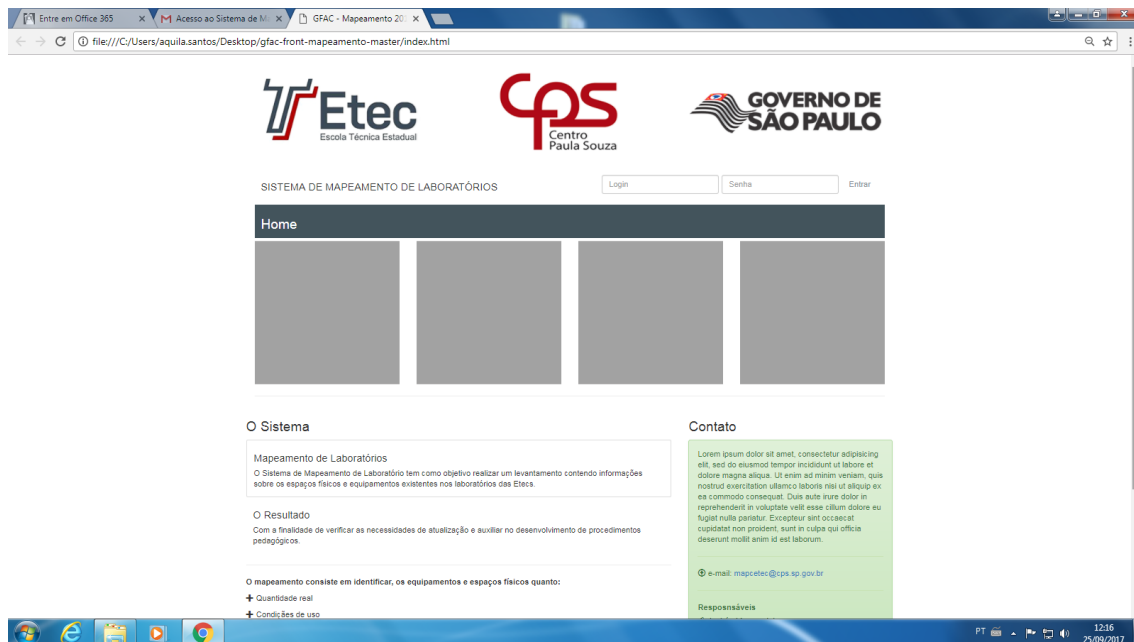 Entre em Office 365
Acesso ao Sistema de M
GFAC - Mapeamento 20
file:///C:/Users/aquila.santos/Desktop/gfac-front-mapeamento-master/index.html
Etec
Escola Técnica Estadual
cps
Centro
Paula Souza
GOVERNO DE
SÃO PAULO
SISTEMA DE MAPEAMENTO DE LABORATÓRIOS
Login
Senha
Entrar
Home
O Sistema
Mapeamento de Laboratórios
O Sistema de Mapeamento de Laboratório tem como objetivo realizar um levantamento contendo informações
sobre os espaços físicos e equipamentos existentes nos laboratórios das Etecs.
O Resultado
Com a finalidade de verificar as necessidades de atualização e auxiliar no desenvolvimento de procedimentos
pedagógicos.
O mapeamento consiste em identificar, os equipamentos e espaços físicos quanto:
Quantidade real
Condições de uso
Contato
Lorem ipsum dolor sit amet, consectetur adipisicing
elit, sed do eiusmod tempor incididunt ut labore et
dolore magna aliqua. Ut enim ad minim veniam, quis
nostrud exercitation ullamco laboris nisi ut aliquip ex
ea commodo consequat. Duis aute irure dolor in
reprehenderit in voluptate velit esse cillum dolore eu
fugiat nulla pariatur. Excepteur sint occaecat
cupidatat non proident, sunt in culpa qui officia
deserunt mollit anim id est laborum.
e-mail: mapcetec@cps.sp.gov.br
Resposnsáveis
PT
12:16
25/09/2017